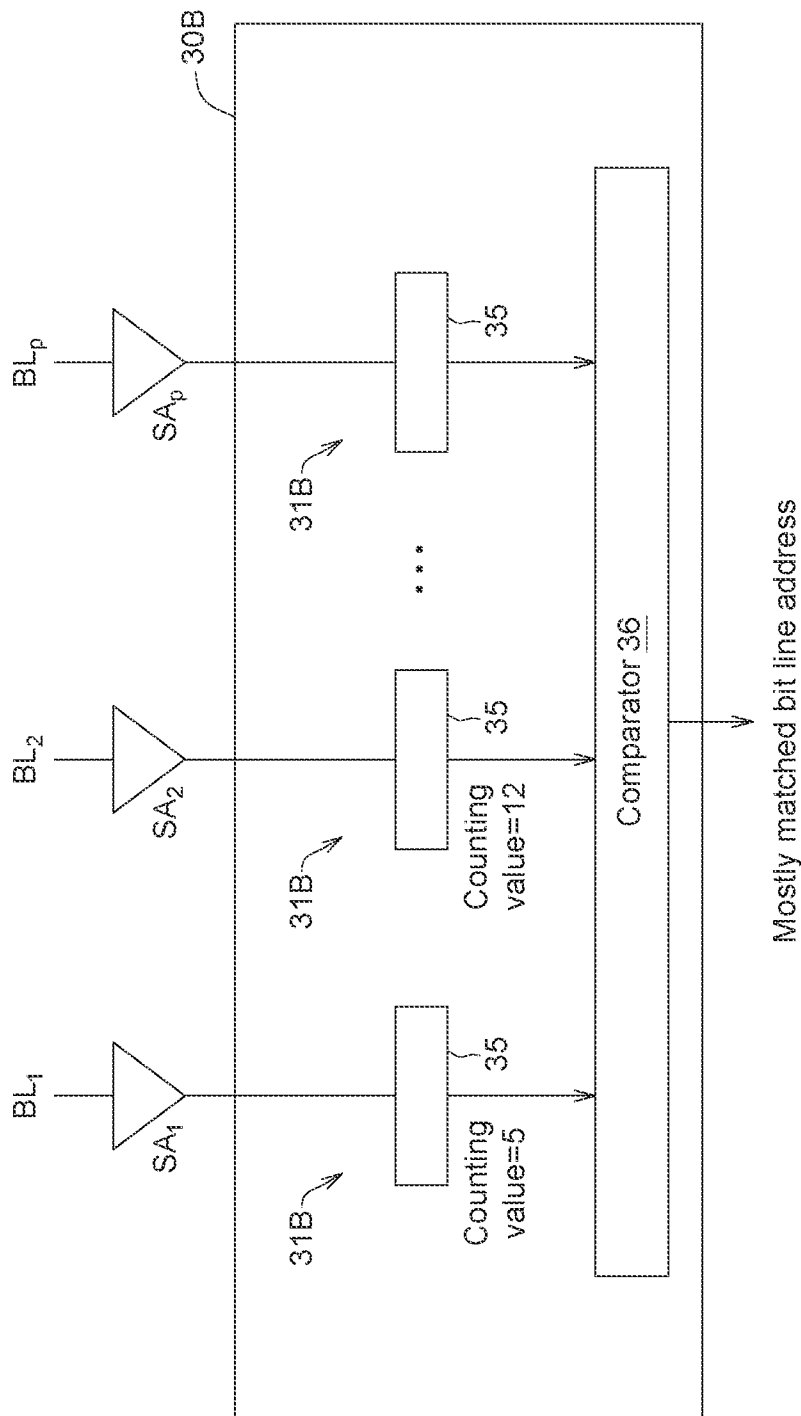 BL1
BL2
BLp
SA1
SA2
SAp
30B
31B
31B
31B
35
35
35
Counting
value=5
Counting
value=12
Comparator 36
Mostly matched bit line address